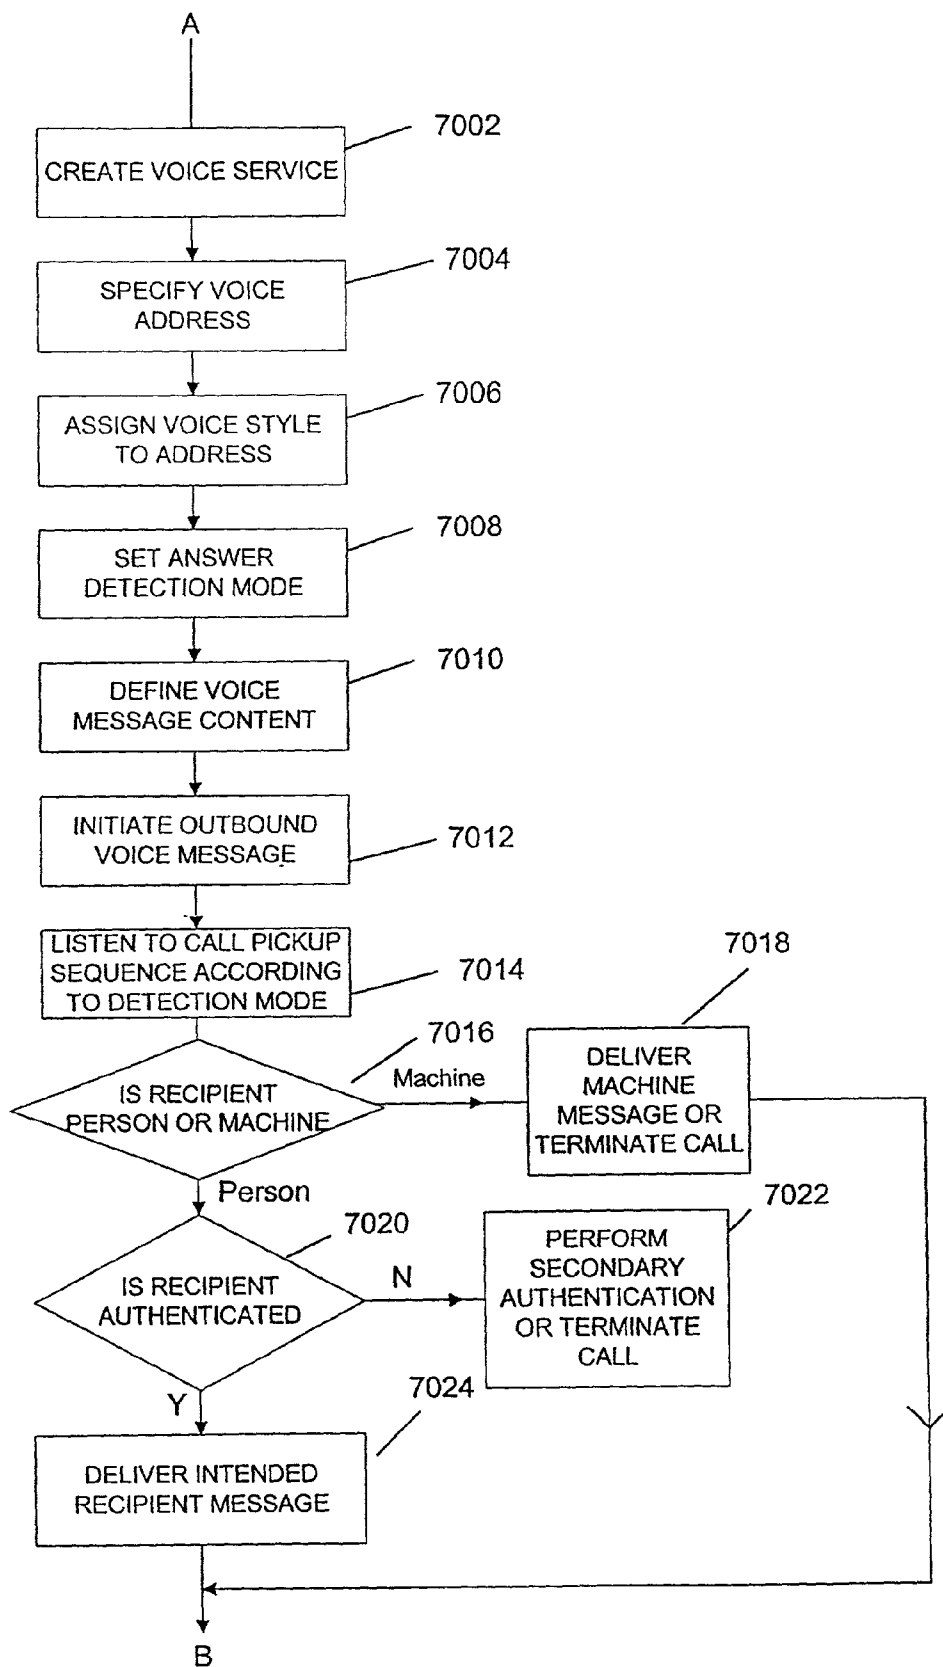 A
7002
CREATE VOICE SERVICE
7004
SPECIFY VOICE
ADDRESS
7006
ASSIGN VOICE STYLE
TO ADDRESS
7008
SET ANSWER
DETECTION MODE
7010
DEFINE VOICE
MESSAGE CONTENT
INITIATE OUTBOUND
VOICE MESSAGE
7012
LISTEN TO CALL PICKUP
SEQUENCE ACCORDING
TO DETECTION MODE
7014
7016
IS RECIPIENT
PERSON OR MACHINE
Machine
7018
DELIVER
MACHINE
MESSAGE OR
TERMINATE CALL
Person
7020
IS RECIPIENT
AUTHENTICATED
N
7022
PERFORM
SECONDARY
AUTHENTICATION
OR TERMINATE
CALL
Y
7024
DELIVER INTENDED
RECIPIENT MESSAGE
B